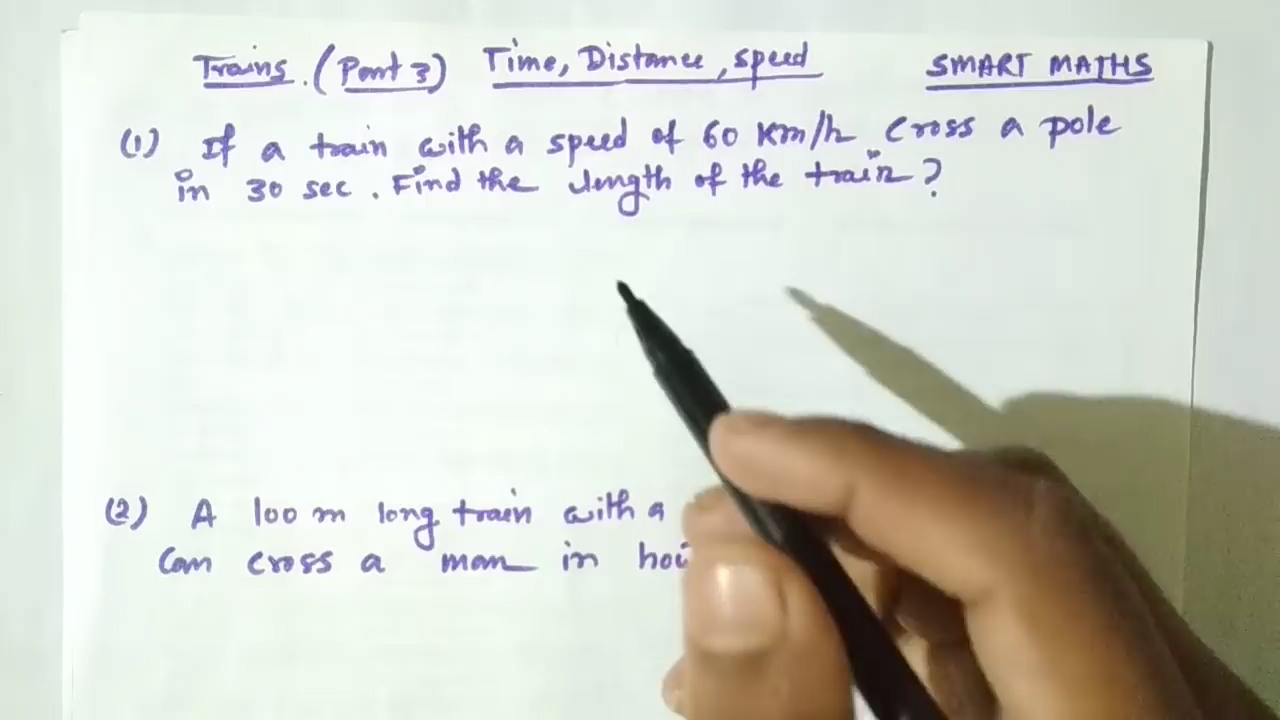 Trains. (Part 3) Time, Distance, speed SMART MATHS
(1) If a train with a speed of 60 Km/h cross a pole
in 30 sec. Find the length of the train?
(2) A 100 m long train with a
Can cross a man in